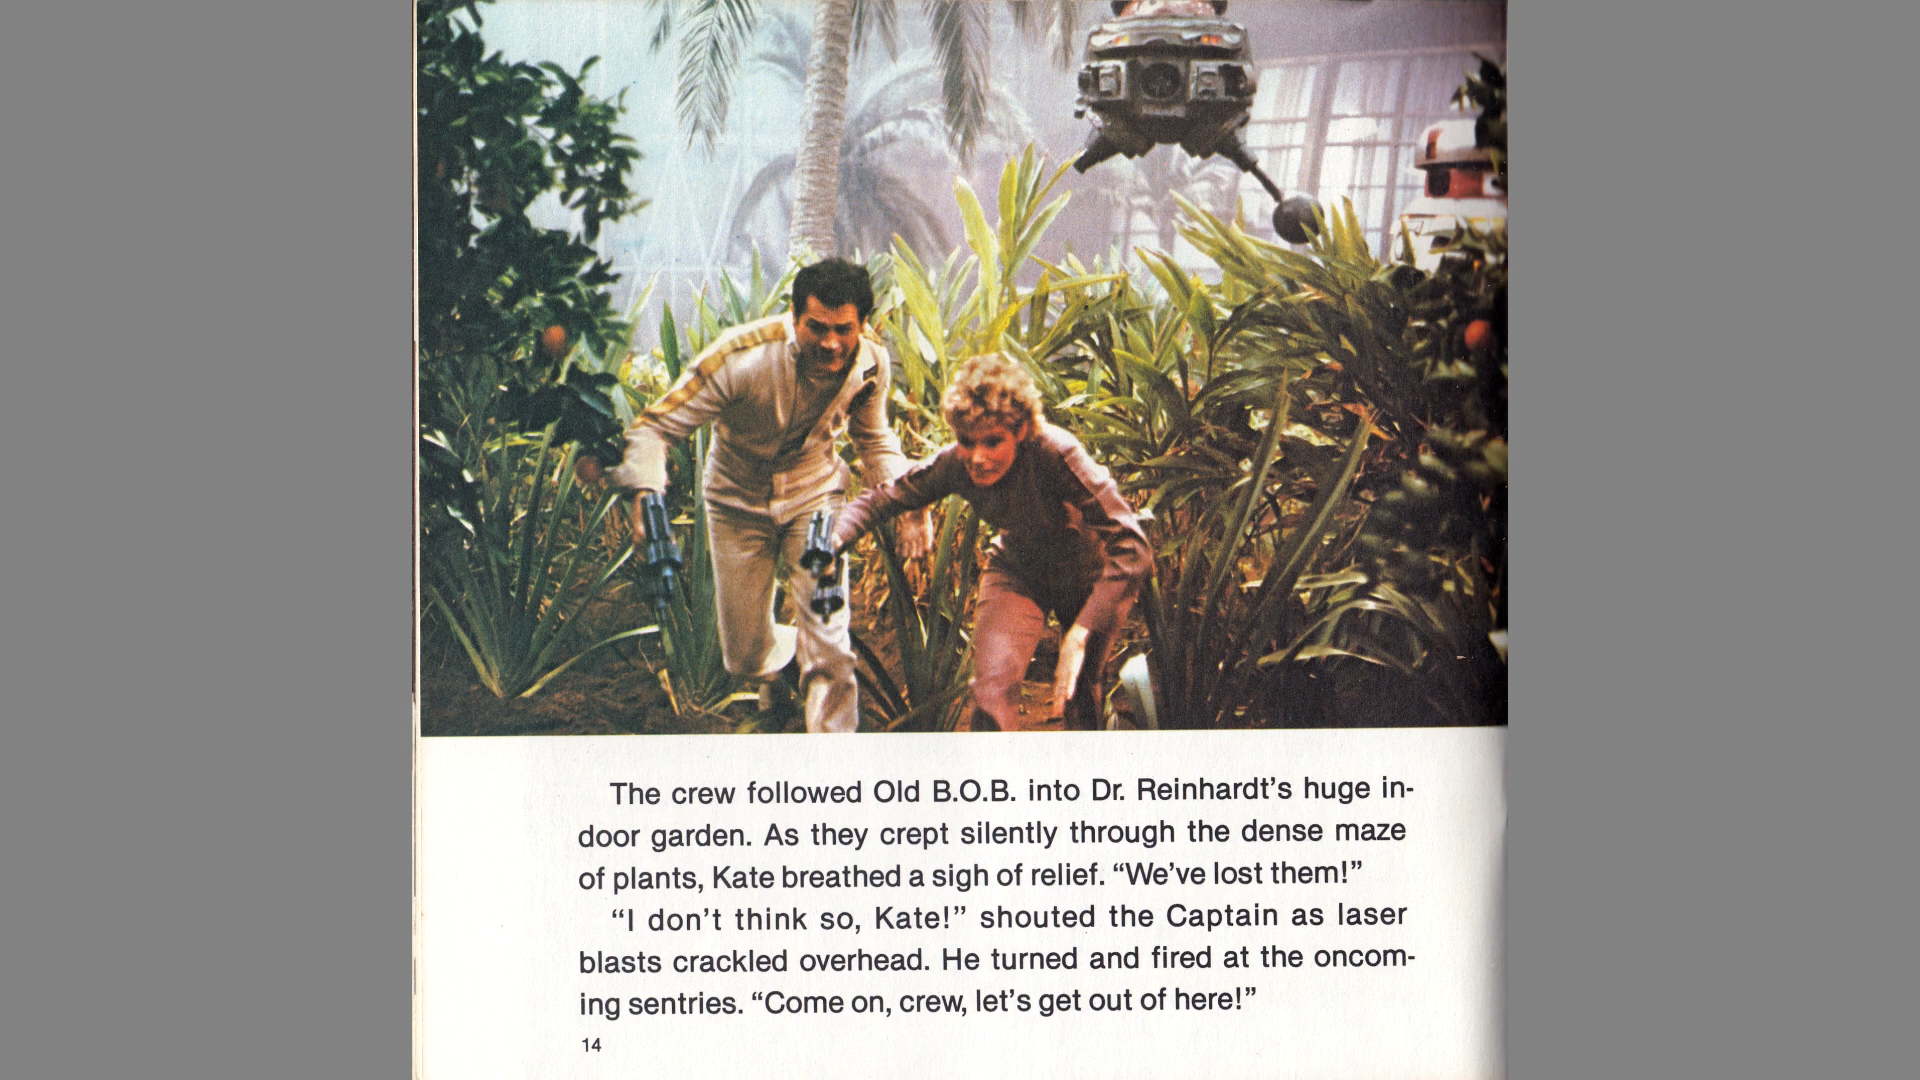 The crew followed Old B.O.B. into Dr. Reinhardt's huge in-
door garden. As they crept silently through the dense maze
of plants, Kate breathed a sigh of relief. “We've lost them!”
“I don't think so, Kate!” shouted the Captain as laser
blasts crackled overhead. He turned and fired at the oncom-
ing sentries. “Come on, crew, let's get out of here!”
14